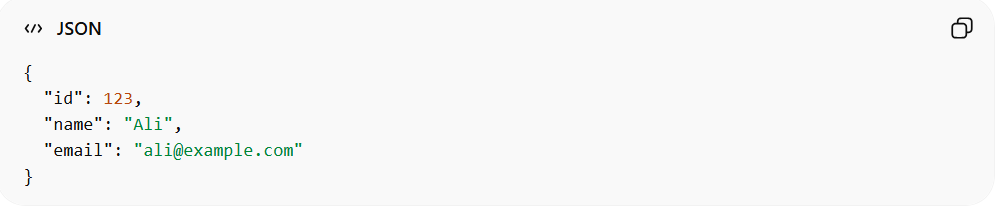 JSON
{
  "id": 123,
  "name": "Ali",
  "email": "ali@example.com"
}